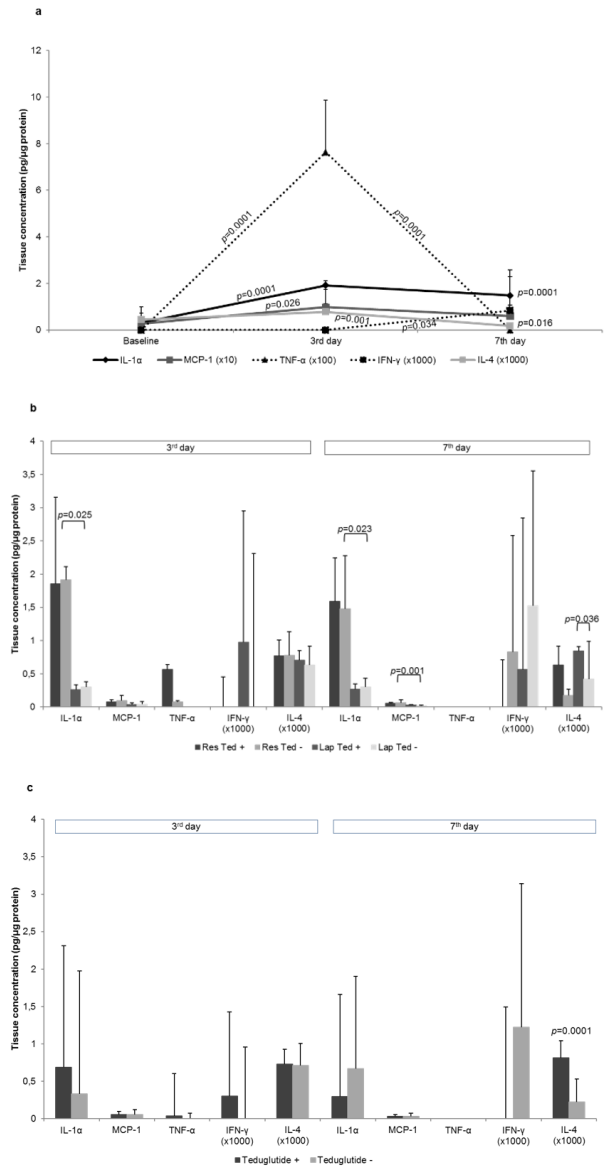 a
Tissue concentration (pg/µg protein)
14
12
10
8
6
4
2
0
p=0.0001
p=0.0001
p=0.0001
p=0.026
p=0.0001
p=0.001
p=0.034
p=0.016
Baseline
3rd day
7th day
IL-1α
MCP-1 (x10)
TNF-α (x100)
IFN-γ (x1000)
IL-4 (x1000)
b
Tissue concentration (pg/µg protein)
4
3,5
3
2,5
2
1,5
1
0,5
0
3rd day
7th day
p=0.025
p=0.023
p=0.001
p=0.036
IL-1α
MCP-1
TNF-α
IFN-γ (x1000)
IL-4 (x1000)
IL-1α
MCP-1
TNF-α
IFN-γ (x1000)
IL-4 (x1000)
Res Ted +
Res Ted -
Lap Ted +
Lap Ted -
c
Tissue concentration (pg/µg protein)
4
3,5
3
2,5
2
1,5
1
0,5
0
3rd day
7th day
p=0.0001
IL-1α
MCP-1
TNF-α
IFN-γ (x1000)
IL-4 (x1000)
IL-1α
MCP-1
TNF-α
IFN-γ (x1000)
IL-4 (x1000)
Teduglutide +
Teduglutide -